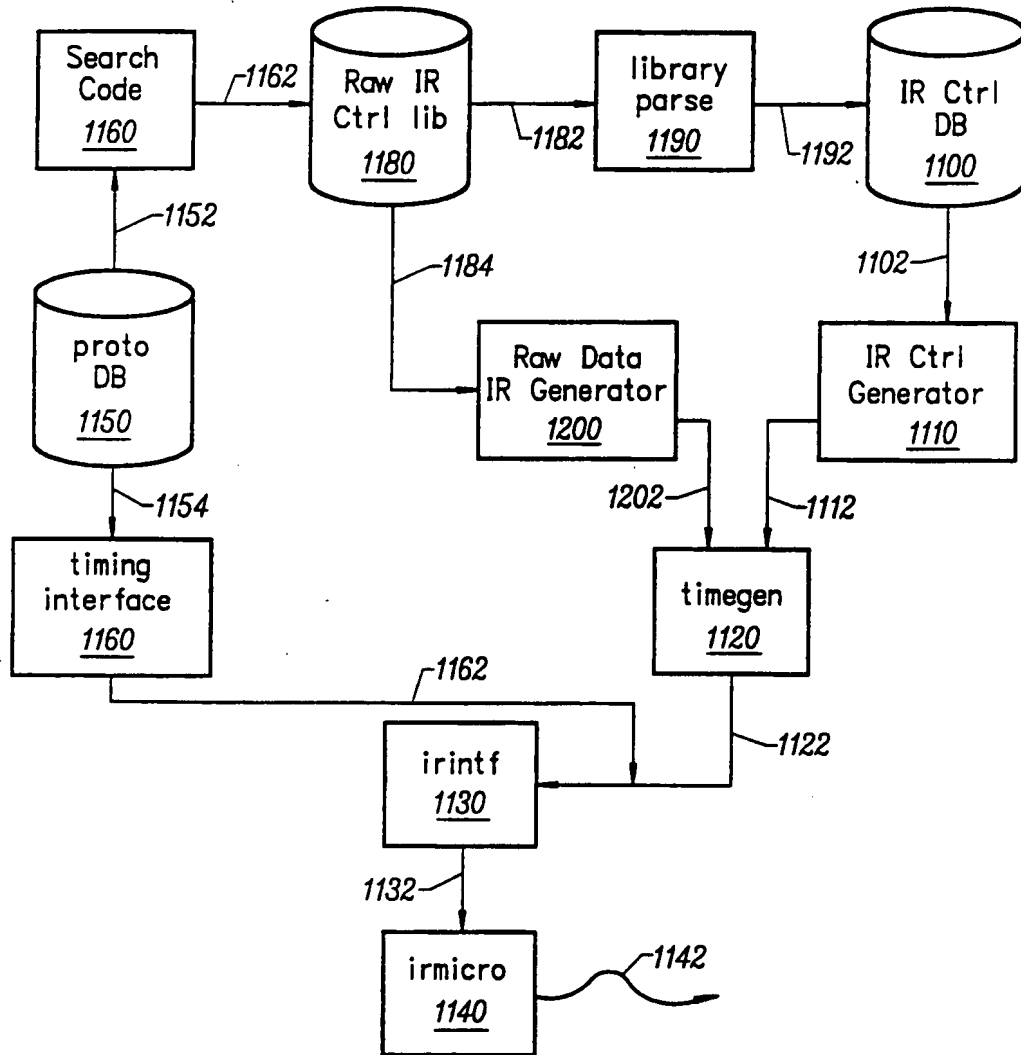 Search
Code
1160
1162
Raw IR
Ctrl lib
1180
1182
library
parse
1190
1192
IR Ctrl
DB
1100
1152
1184
1102
proto
DB
1150
Raw Data
IR Generator
1200
IR Ctrl
Generator
1110
1154
1202
1112
timing
interface
1160
timegen
1120
1162
1122
irintf
1130
1132
irmicro
1140
1142